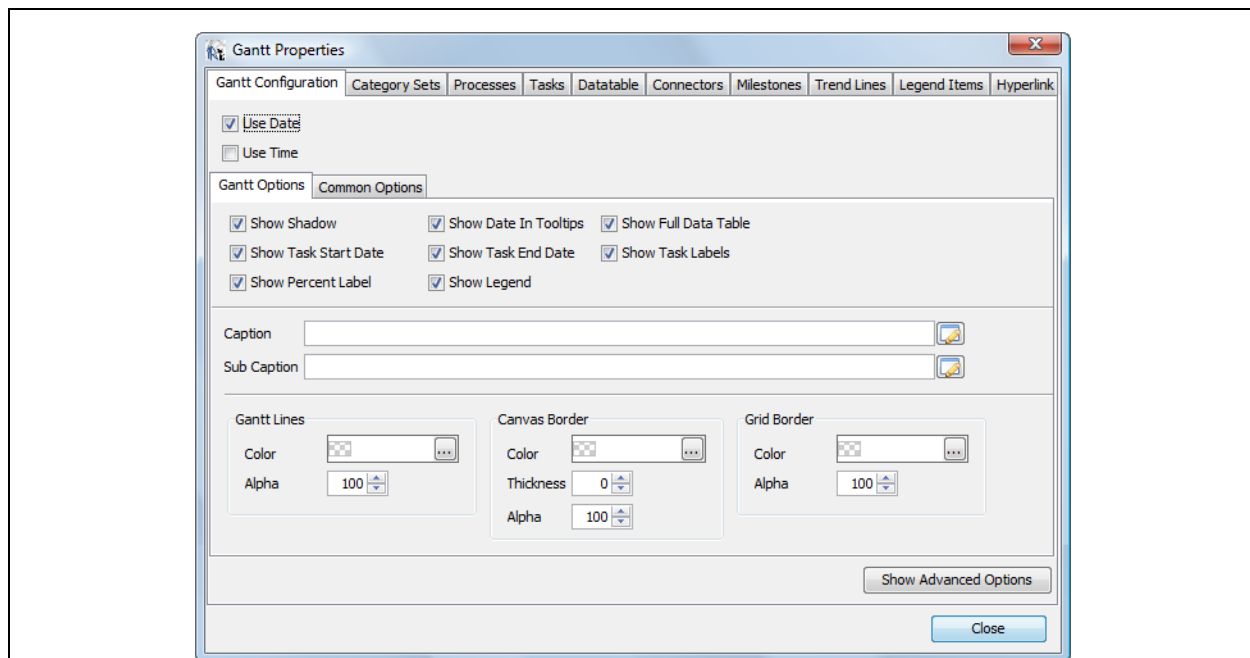 Gantt Properties
Gantt Configuration Category Sets Processes Tasks Datatable Connectors Milestones Trend Lines Legend Items Hyperlink
Use Date
Use Time
Gantt Options Common Options
Show Shadow Show Date In Tooltips Show Full Data Table
Show Task Start Date Show Task End Date Show Task Labels
Show Percent Label Show Legend
Caption
Sub Caption
Gantt Lines Canvas Border Grid Border
Color ... Color ... Color ...
Alpha 100 Thickness 0 Alpha 100
Alpha 100
Show Advanced Options
Close